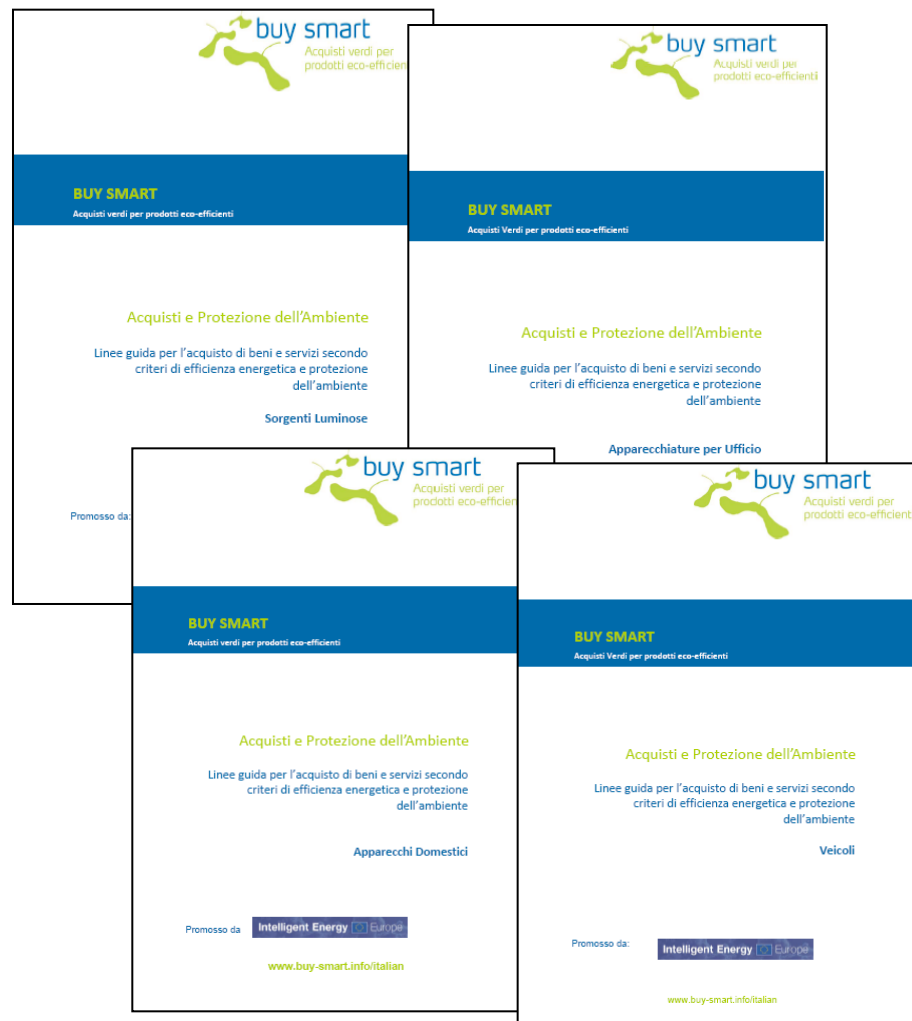 buy smart
Acquisti verdi per
prodotti eco-efficien
BUY SMART
Acquisti verdi per prodotti eco-efficienti
Acquisti e Protezione dell'Ambiente
Linee guida per l'acquisto di beni e servizi secondo
criteri di efficienza energetica e protezione
dell'ambiente
Sorgenti Luminose
Promosso da:
buy smart
Acquisti verdi per
prodotti eco-efficienti
BUY SMART
Acquisti Verdi per prodotti eco-efficienti
Acquisti e Protezione dell'Ambiente
Linee guida per l'acquisto di beni e servizi secondo
criteri di efficienza energetica e protezione
dell'ambiente
Apparecchiature per Ufficio
buy smart
Acquisti verdi per
prodotti eco-efficien
BUY SMART
Acquisti verdi per prodotti eco-efficienti
Acquisti e Protezione dell'Ambiente
Linee guida per l'acquisto di beni e servizi secondo
criteri di efficienza energetica e protezione
dell'ambiente
Apparecchi Domestici
Promosso da
Intelligent Energy Europe
www.buy-smart.info/italian
buy smart
Acquisti verdi per
prodotti eco-efficient
BUY SMART
Acquisti Verdi per prodotti eco-efficienti
Acquisti e Protezione dell'Ambiente
Linee guida per l'acquisto di beni e servizi secondo
criteri di efficienza energetica e protezione
dell'ambiente
Veicoli
Promosso da:
Intelligent Energy Europe
www.buy-smart.info/italian